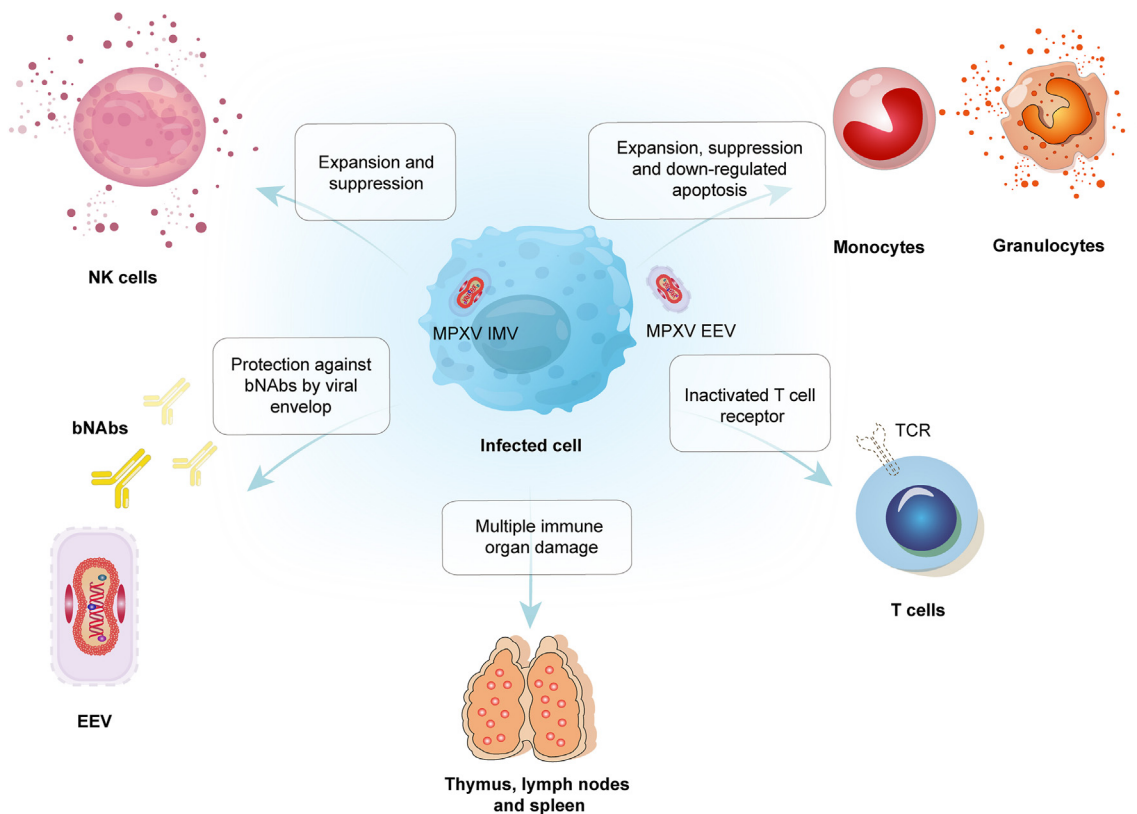 Expansion and
suppression
Expansion, suppression
and down-regulated
apoptosis
NK cells
Monocytes
Granulocytes
MPXV IMV
MPXV EEV
Protection against
bNAbs by viral
envelop
Inactivated T cell
receptor
bNAbs
Infected cell
TCR
Multiple immune
organ damage
T cells
EEV
Thymus, lymph nodes
and spleen